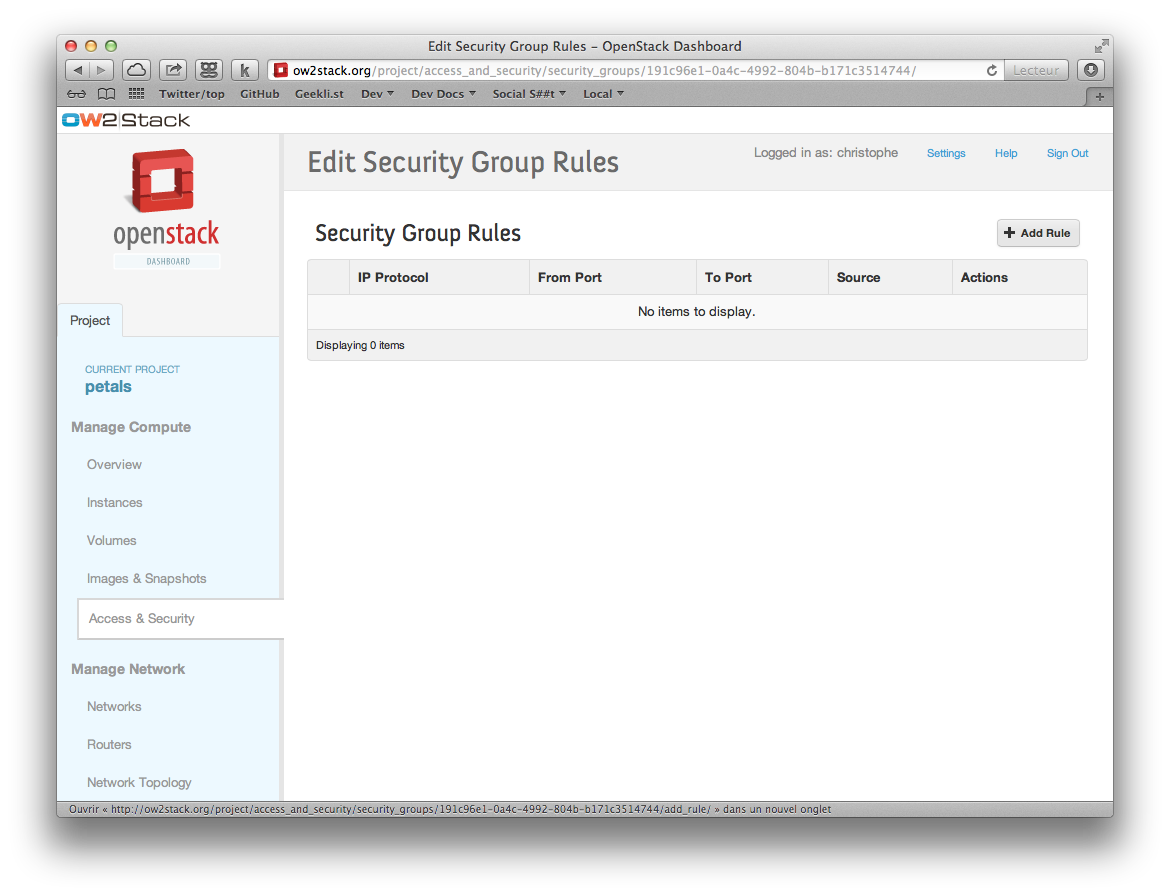 Edit Security Group Rules – OpenStack Dashboard
k
ow2stack.org/project/access_and_security/security_groups/191c96e1-0a4c-4992-804b-b171c3514744/
Lecteur
Twitter/top GitHub Geekli.st Dev ▼ Dev Docs ▼ Social S##t ▼ Local ▼
+
OW2Stack
openstack
DASHBOARD
Edit Security Group Rules
Logged in as: christophe Settings Help Sign Out
Project
CURRENT PROJECT
petals
Manage Compute
Overview
Instances
Volumes
Images & Snapshots
Access & Security
Manage Network
Networks
Routers
Network Topology
Security Group Rules
+ Add Rule
IP Protocol From Port To Port Source Actions
No items to display.
Displaying 0 items
Ouvrir « http://ow2stack.org/project/access_and_security/security_groups/191c96e1-0a4c-4992-804b-b171c3514744/add_rule/ » dans un nouvel onglet